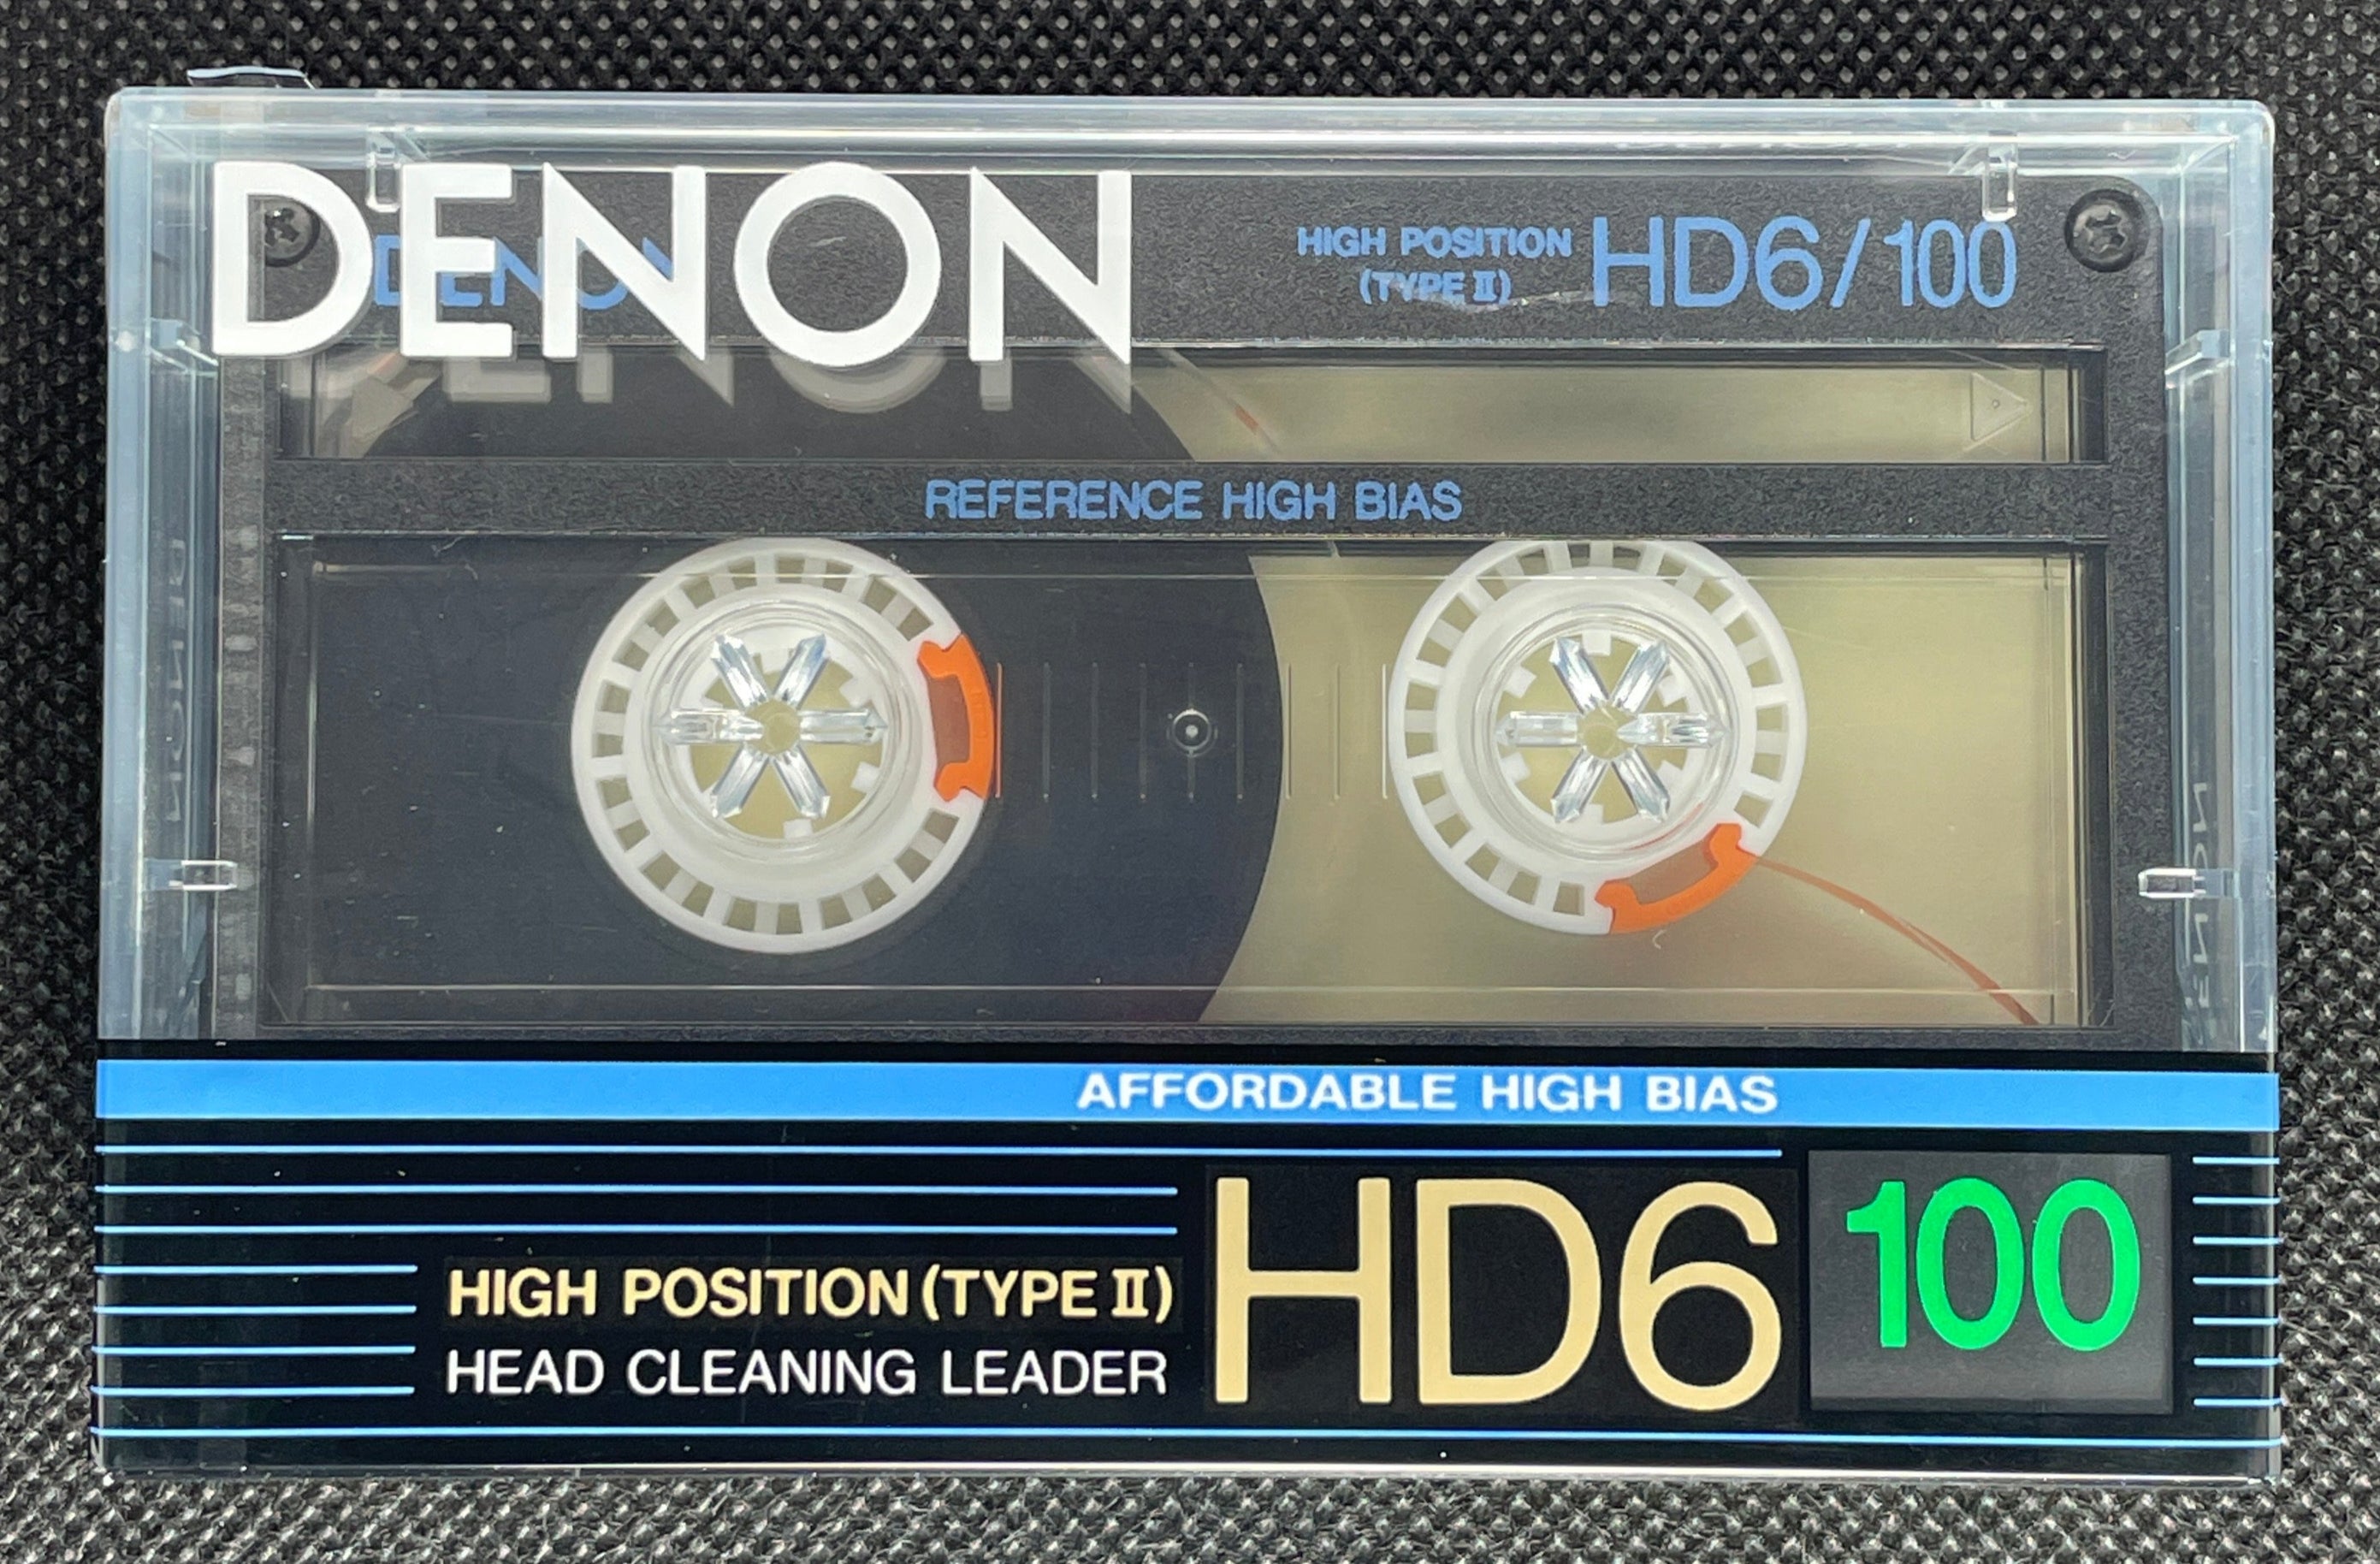 DENON
DENON
HIGH POSITION
(TYPE II)
HD6/100
REFERENCE HIGH BIAS
AFFORDABLE HIGH BIAS
HIGH POSITION (TYPE II)
HEAD CLEANING LEADER
HD6
100